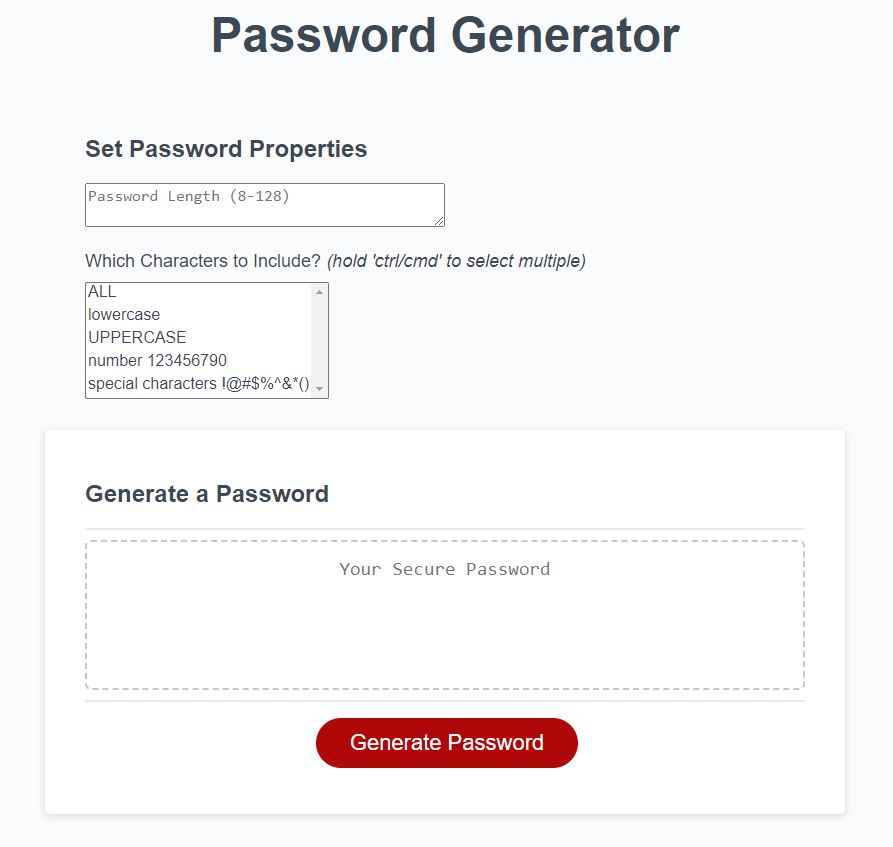 Password Generator
Set Password Properties
Password Length (8-128)
Which Characters to Include? (hold 'ctrl/cmd' to select multiple)
ALL
lowercase
UPPERCASE
number 123456790
special characters !@#$%^&*()
Generate a Password
Your Secure Password
Generate Password